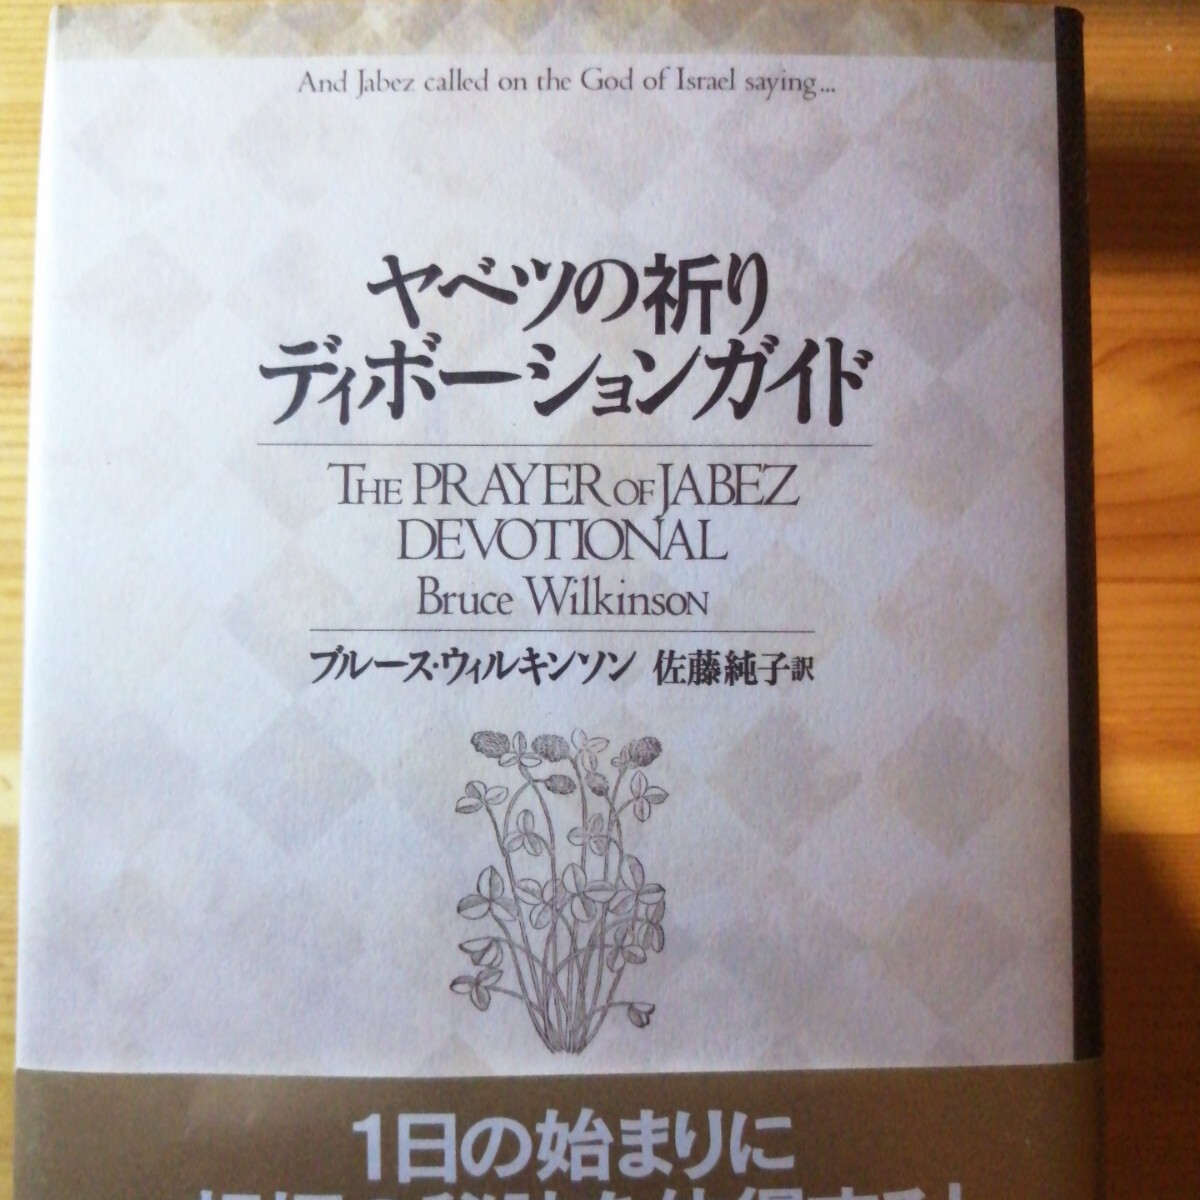 And Jabez called on the God of Israel saying...
ヤベツの祈り
ディボーションガイド
THE PRAYER OF JABEZ
DEVOTIONAL
Bruce Wilkinson
ブルース・ウィルキンソン 佐藤純子訳
1日の始まりに